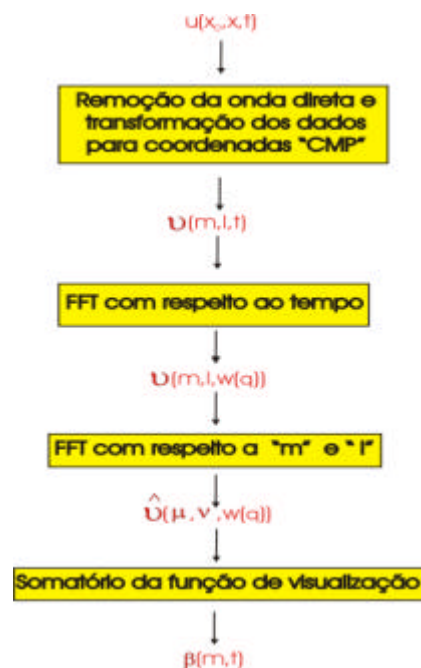 u(x₀,x,t)
Remoção da onda direta e
transformação dos dados
para coordenadas "CMP"
υ(m,l,t)
FFT com respeito ao tempo
υ(m,l,w(q))
FFT com respeito a "m" e "l"
υ̂(μ,ν,w(q))
Somatório da função de visualização
β(m,t)